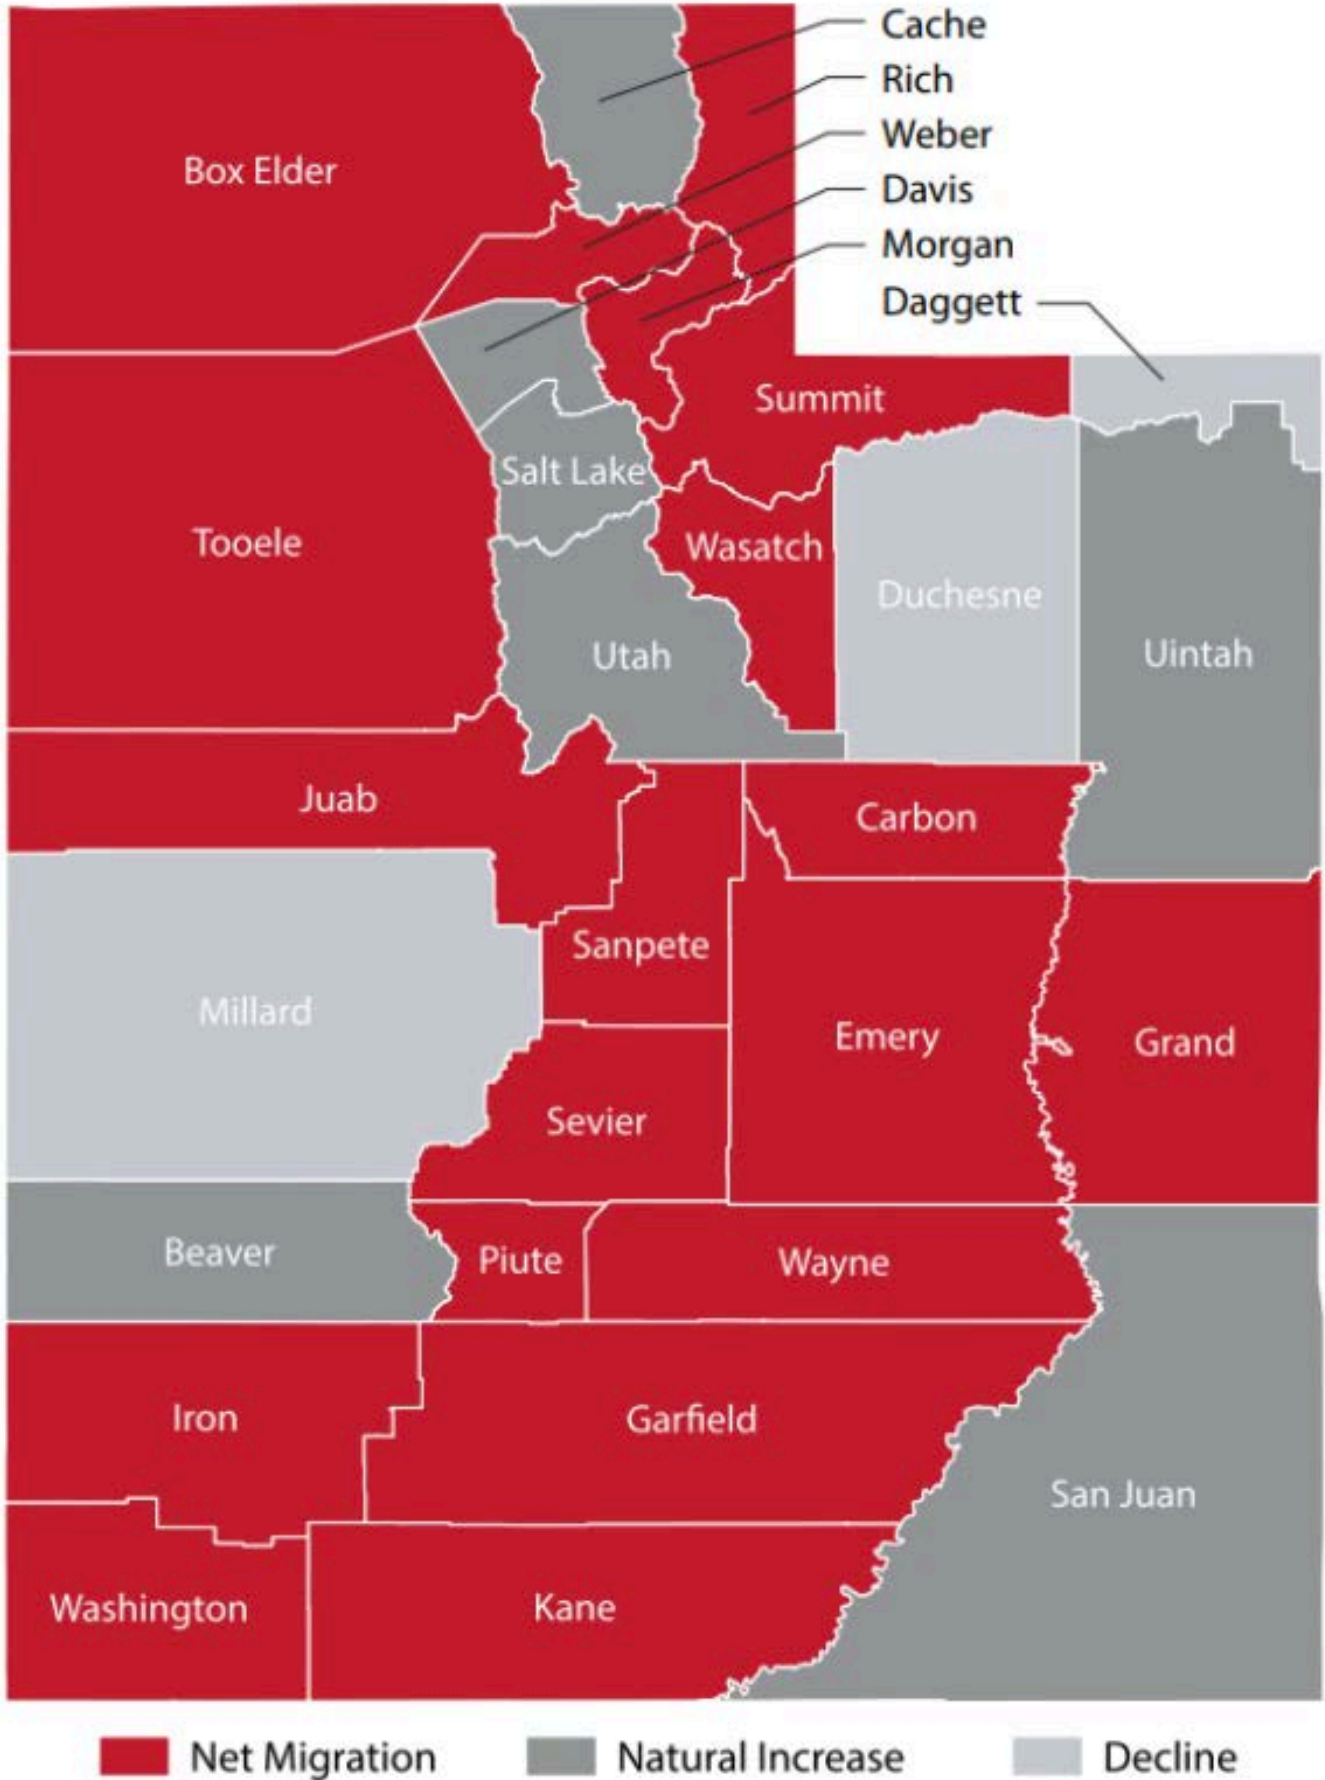 Cache
Rich
Weber
Davis
Morgan
Daggett
Box Elder
Summit
Salt Lake
Tooele
Wasatch
Duchesne
Utah
Uintah
Juab
Carbon
Sanpete
Millard
Emery
Grand
Sevier
Beaver
Piute
Wayne
Iron
Garfield
San Juan
Washington
Kane
Net Migration
Natural Increase
Decline